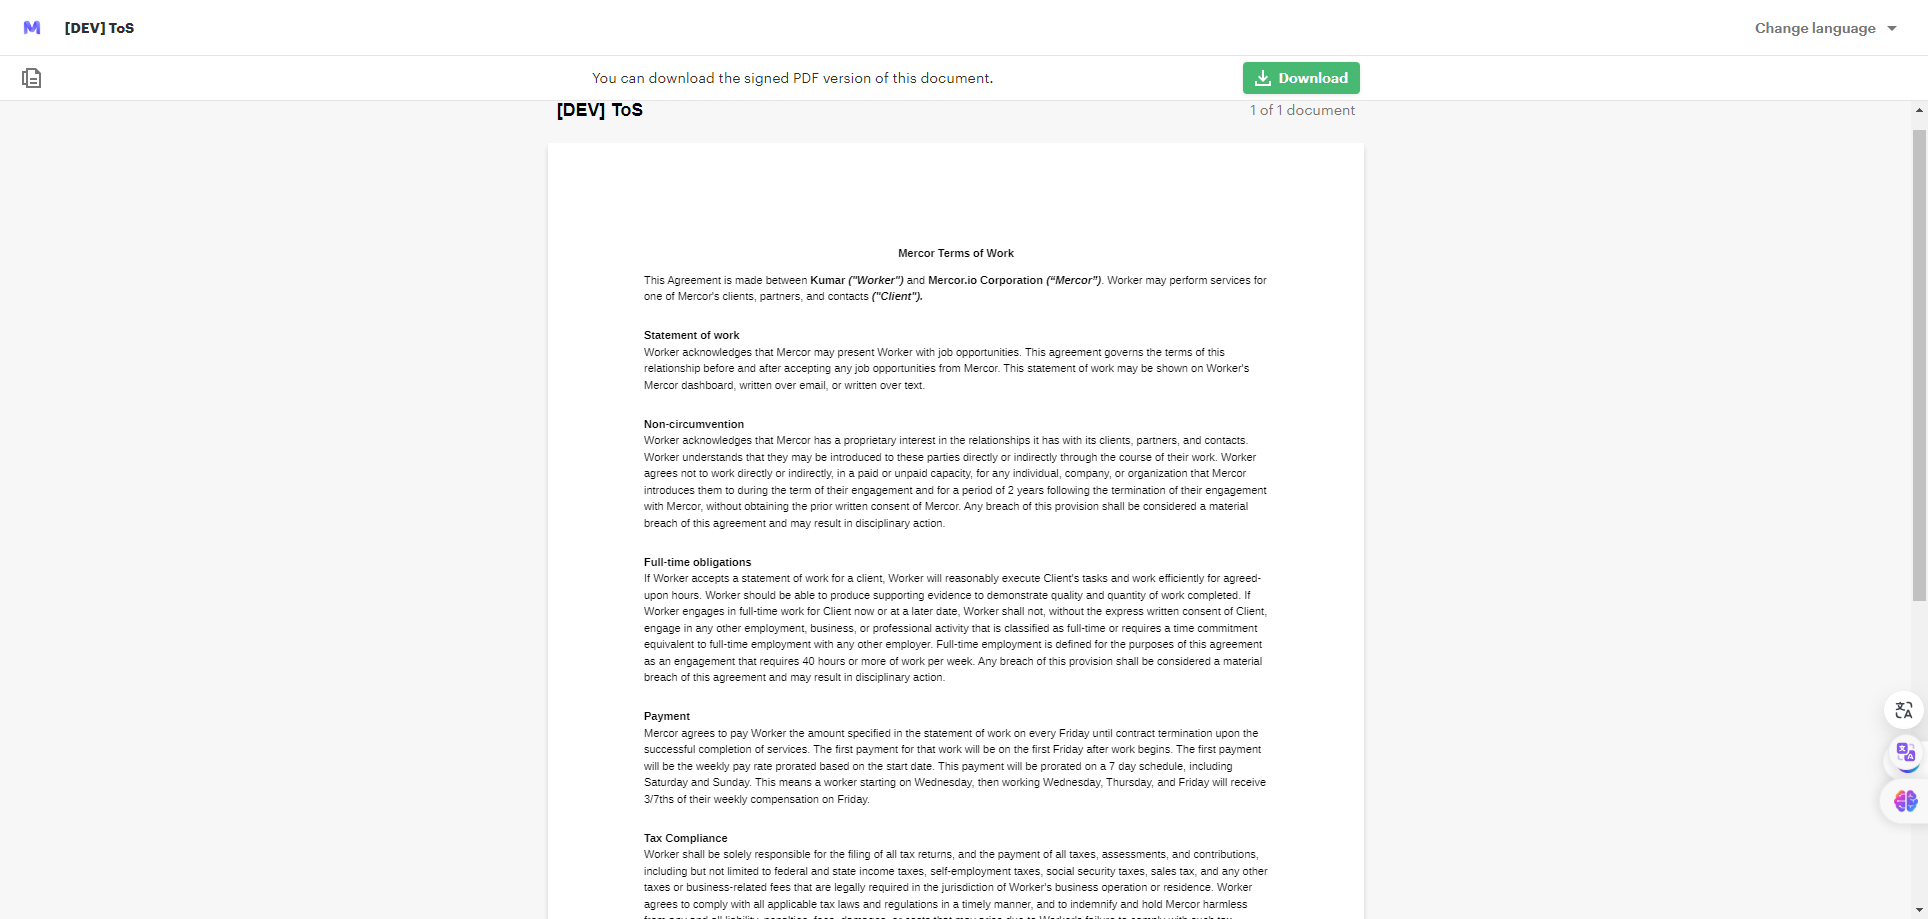 [DEV] ToS
Change language
You can download the signed PDF version of this document.
Download
[DEV] ToS
1 of 1 document
Mercor Terms of Work
This Agreement is made between Kumar ("Worker") and Mercor.io Corporation (“Mercor”). Worker may perform services for
one of Mercor's clients, partners, and contacts ("Client").
Statement of work
Worker acknowledges that Mercor may present Worker with job opportunities. This agreement governs the terms of this
relationship before and after accepting any job opportunities from Mercor. This statement of work may be shown on Worker's
Mercor dashboard, written over email, or written over text.
Non-circumvention
Worker acknowledges that Mercor has a proprietary interest in the relationships it has with its clients, partners, and contacts.
Worker understands that they may be introduced to these parties directly or indirectly through the course of their work. Worker
agrees not to work directly or indirectly, in a paid or unpaid capacity, for any individual, company, or organization that Mercor
introduces them to during the term of their engagement and for a period of 2 years following the termination of their engagement
with Mercor, without obtaining the prior written consent of Mercor. Any breach of this provision shall be considered a material
breach of this agreement and may result in disciplinary action.
Full-time obligations
If Worker accepts a statement of work for a client, Worker will reasonably execute Client's tasks and work efficiently for agreed-
upon hours. Worker should be able to produce supporting evidence to demonstrate quality and quantity of work completed. If
Worker engages in full-time work for Client now or at a later date, Worker shall not, without the express written consent of Client,
engage in any other employment, business, or professional activity that is classified as full-time or requires a time commitment
equivalent to full-time employment with any other employer. Full-time employment is defined for the purposes of this agreement
as an engagement that requires 40 hours or more of work per week. Any breach of this provision shall be considered a material
breach of this agreement and may result in disciplinary action.
Payment
Mercor agrees to pay Worker the amount specified in the statement of work on every Friday until contract termination upon the
successful completion of services. The first payment for that work will be on the first Friday after work begins. The first payment
will be the weekly pay rate prorated based on the start date. This payment will be prorated on a 7 day schedule, including
Saturday and Sunday. This means a worker starting on Wednesday, then working Wednesday, Thursday, and Friday will receive
3/7ths of their weekly compensation on Friday.
Tax Compliance
Worker shall be solely responsible for the filing of all tax returns, and the payment of all taxes, assessments, and contributions,
including but not limited to federal and state income taxes, self-employment taxes, social security taxes, sales tax, and any other
taxes or business-related fees that are legally required in the jurisdiction of Worker's business operation or residence. Worker
agrees to comply with all applicable tax laws and regulations in a timely manner, and to indemnify and hold Mercor harmless